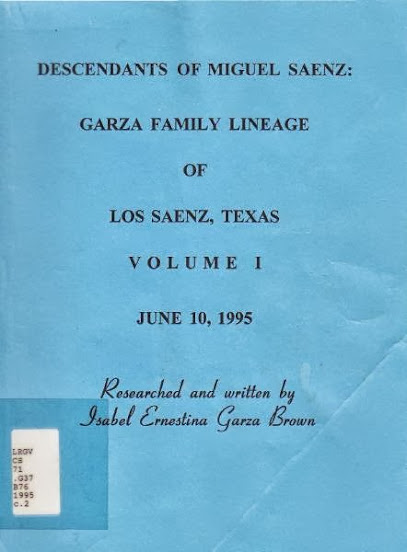 DESCENDANTS OF MIGUEL SAENZ:
GARZA FAMILY LINEAGE
OF
LOS SAENZ, TEXAS
VOLUME I
JUNE 10, 1995
Researched and written by
Isabel Ernestina Garza Brown
LRGV
CS
71
.G37
B76
1995
c.2